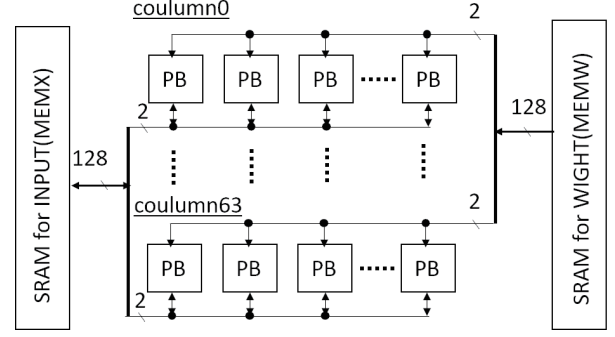 coulumn0
2
PB PB PB PB
2
128
128
SRAM for INPUT(MEMX)
SRAM for WIGHT(MEMW)
coulumn63
2
PB PB PB PB
2